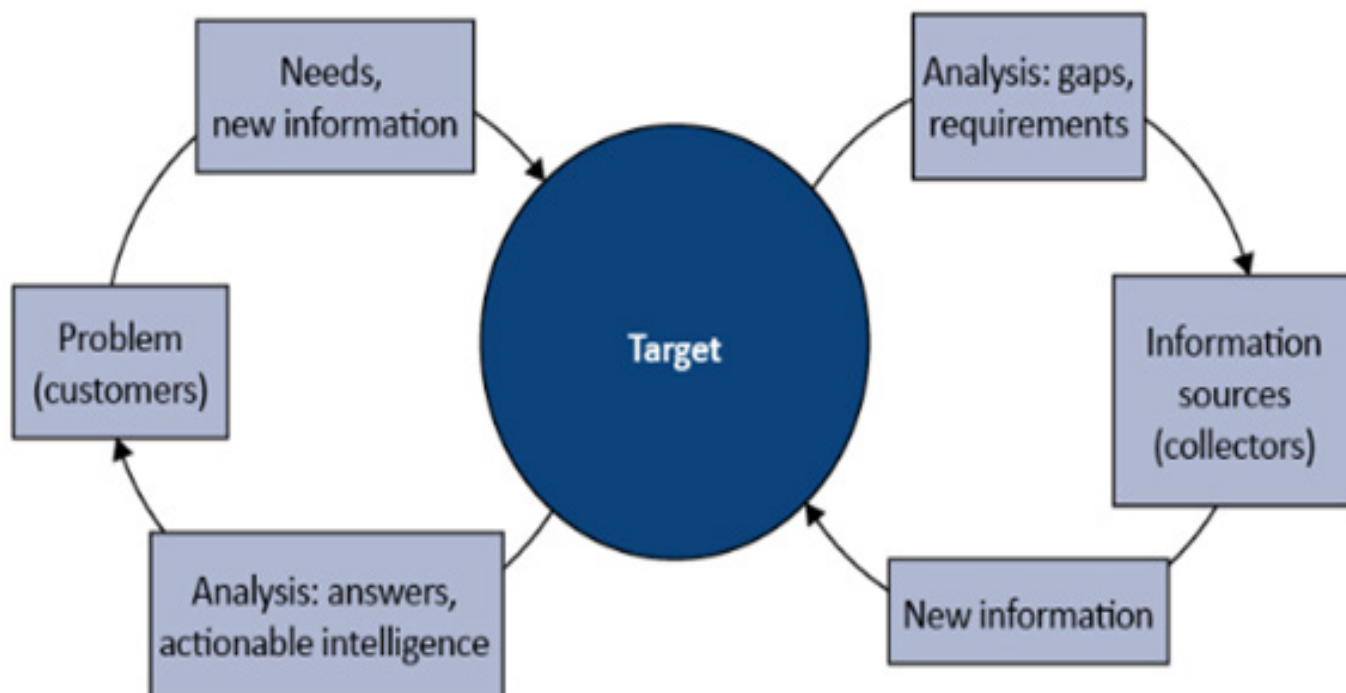 Needs,
new information
Analysis: gaps,
requirements
Problem
(customers)
Target
Information
sources
(collectors)
Analysis: answers,
actionable intelligence
New information